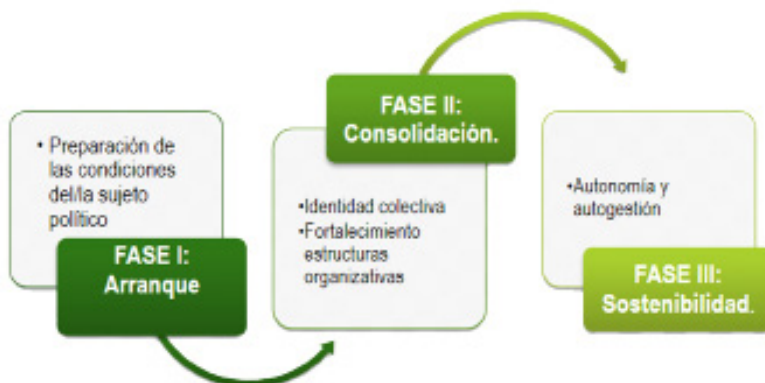 • Preparación de
las condiciones
del/la sujeto
político
FASE I:
Arranque
FASE II:
Consolidación.
•Identidad colectiva
•Fortalecimiento
estructuras
organizativas
•Autonomía y
autogestión
FASE III:
Sostenibilidad.